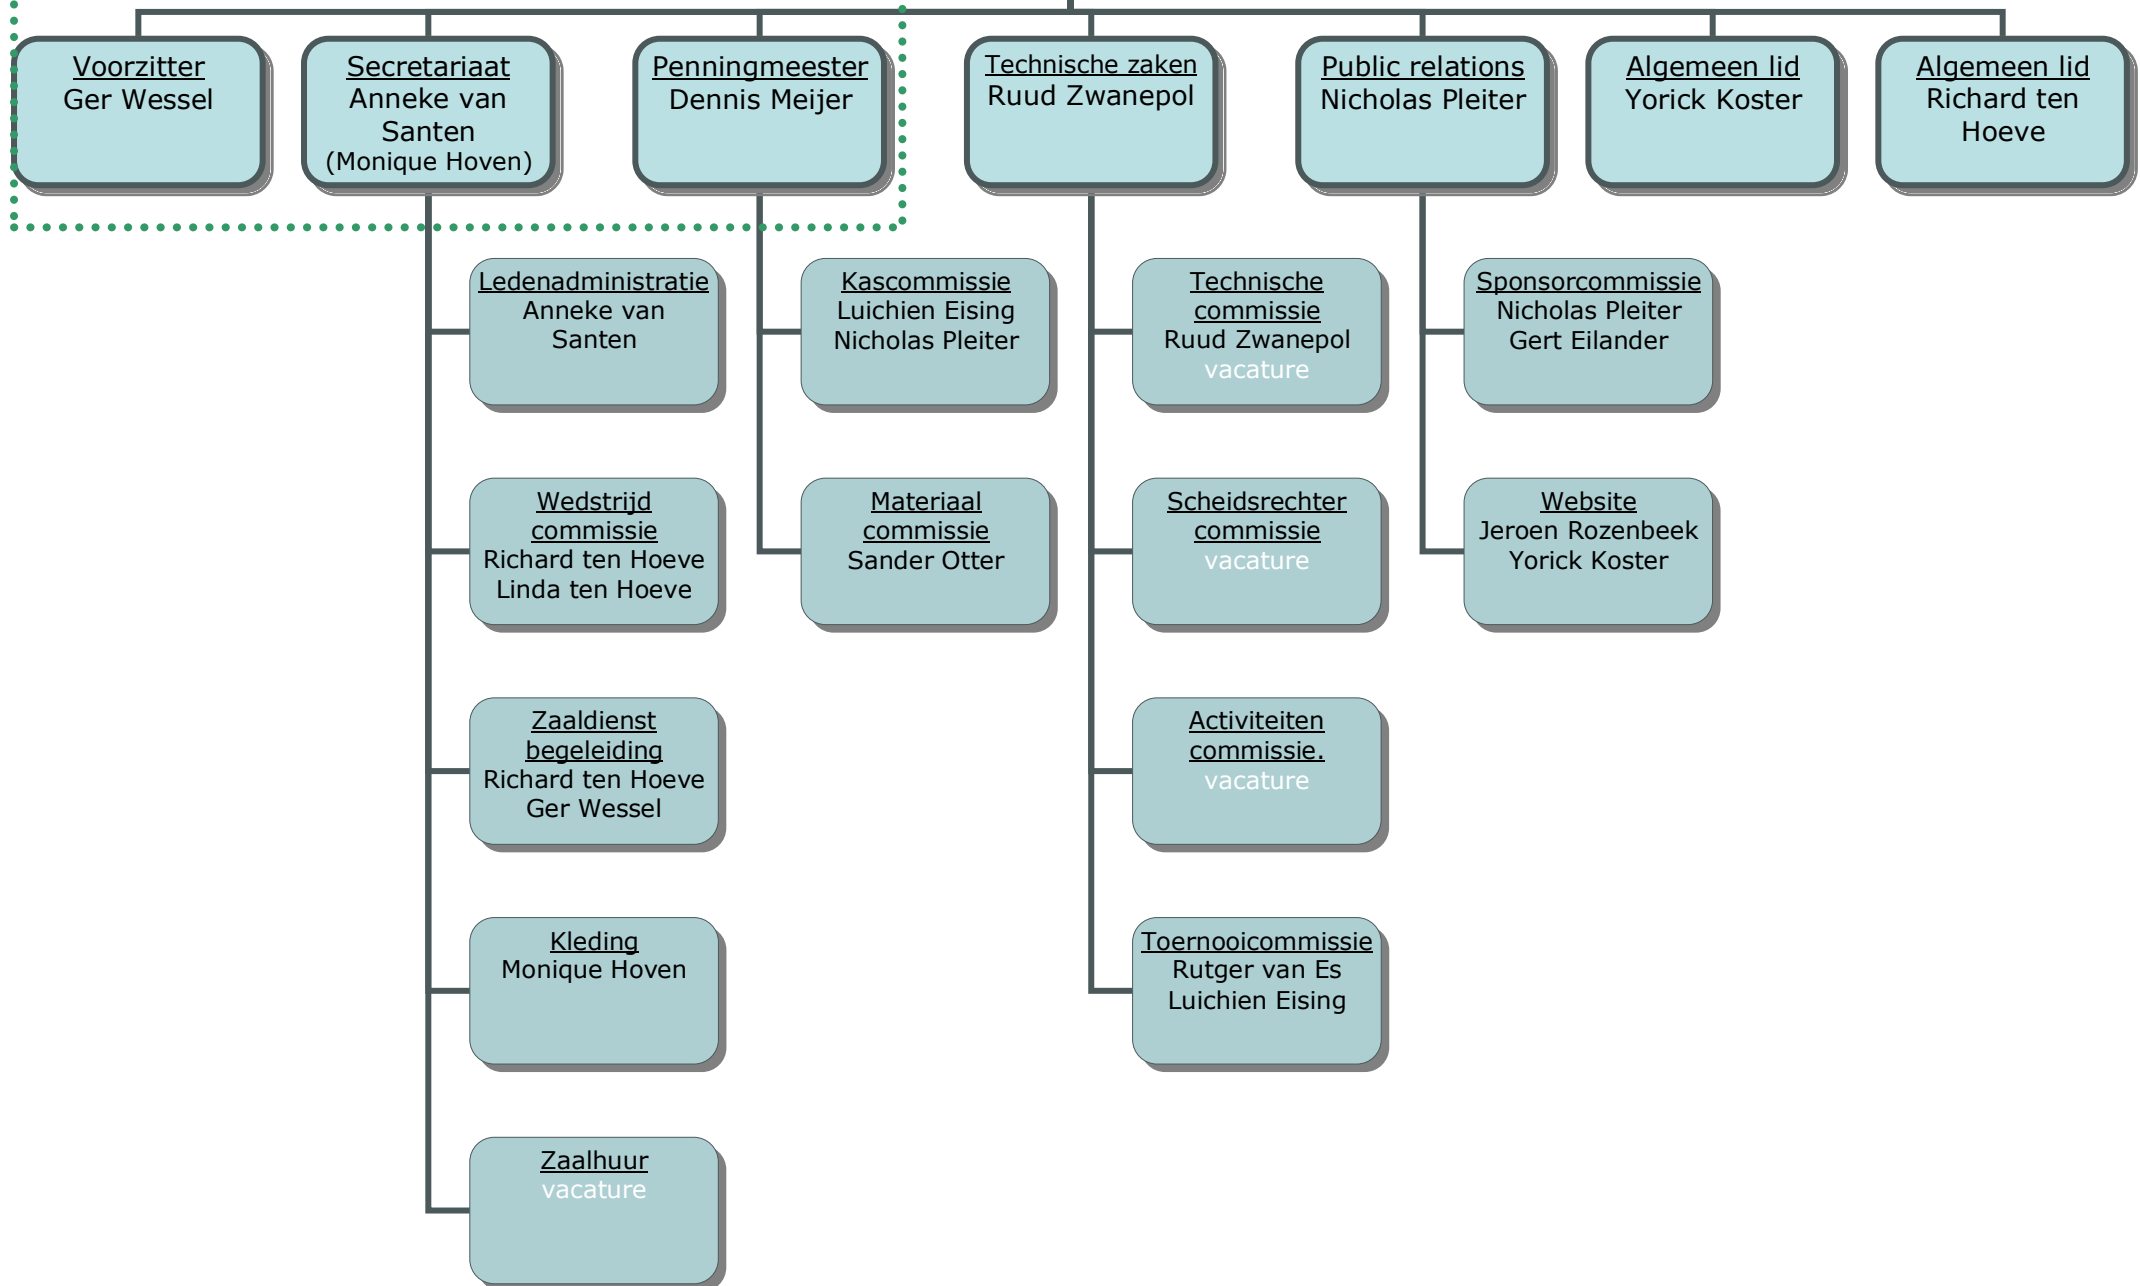 Voorzitter
Ger Wessel
Secretariaat
Anneke van
Santen
(Monique Hoven)
Penningmeester
Dennis Meijer
Technische zaken
Ruud Zwanepol
Public relations
Nicholas Pleiter
Algemeen lid
Yorick Koster
Algemeen lid
Richard ten
Hoeve
Ledenadministratie
Anneke van
Santen
Kascommissie
Luichien Eising
Nicholas Pleiter
Technische
commissie
Ruud Zwanepol
vacature
Sponsorcommissie
Nicholas Pleiter
Gert Eilander
Wedstrijd
commissie
Richard ten Hoeve
Linda ten Hoeve
Materiaal
commissie
Sander Otter
Scheidsrechter
commissie
vacature
Website
Jeroen Rozenbeek
Yorick Koster
Zaaldienst
begeleiding
Richard ten Hoeve
Ger Wessel
Activiteiten
commissie.
vacature
Kleding
Monique Hoven
Toernooicommissie
Rutger van Es
Luichien Eising
Zaalhuur
vacature